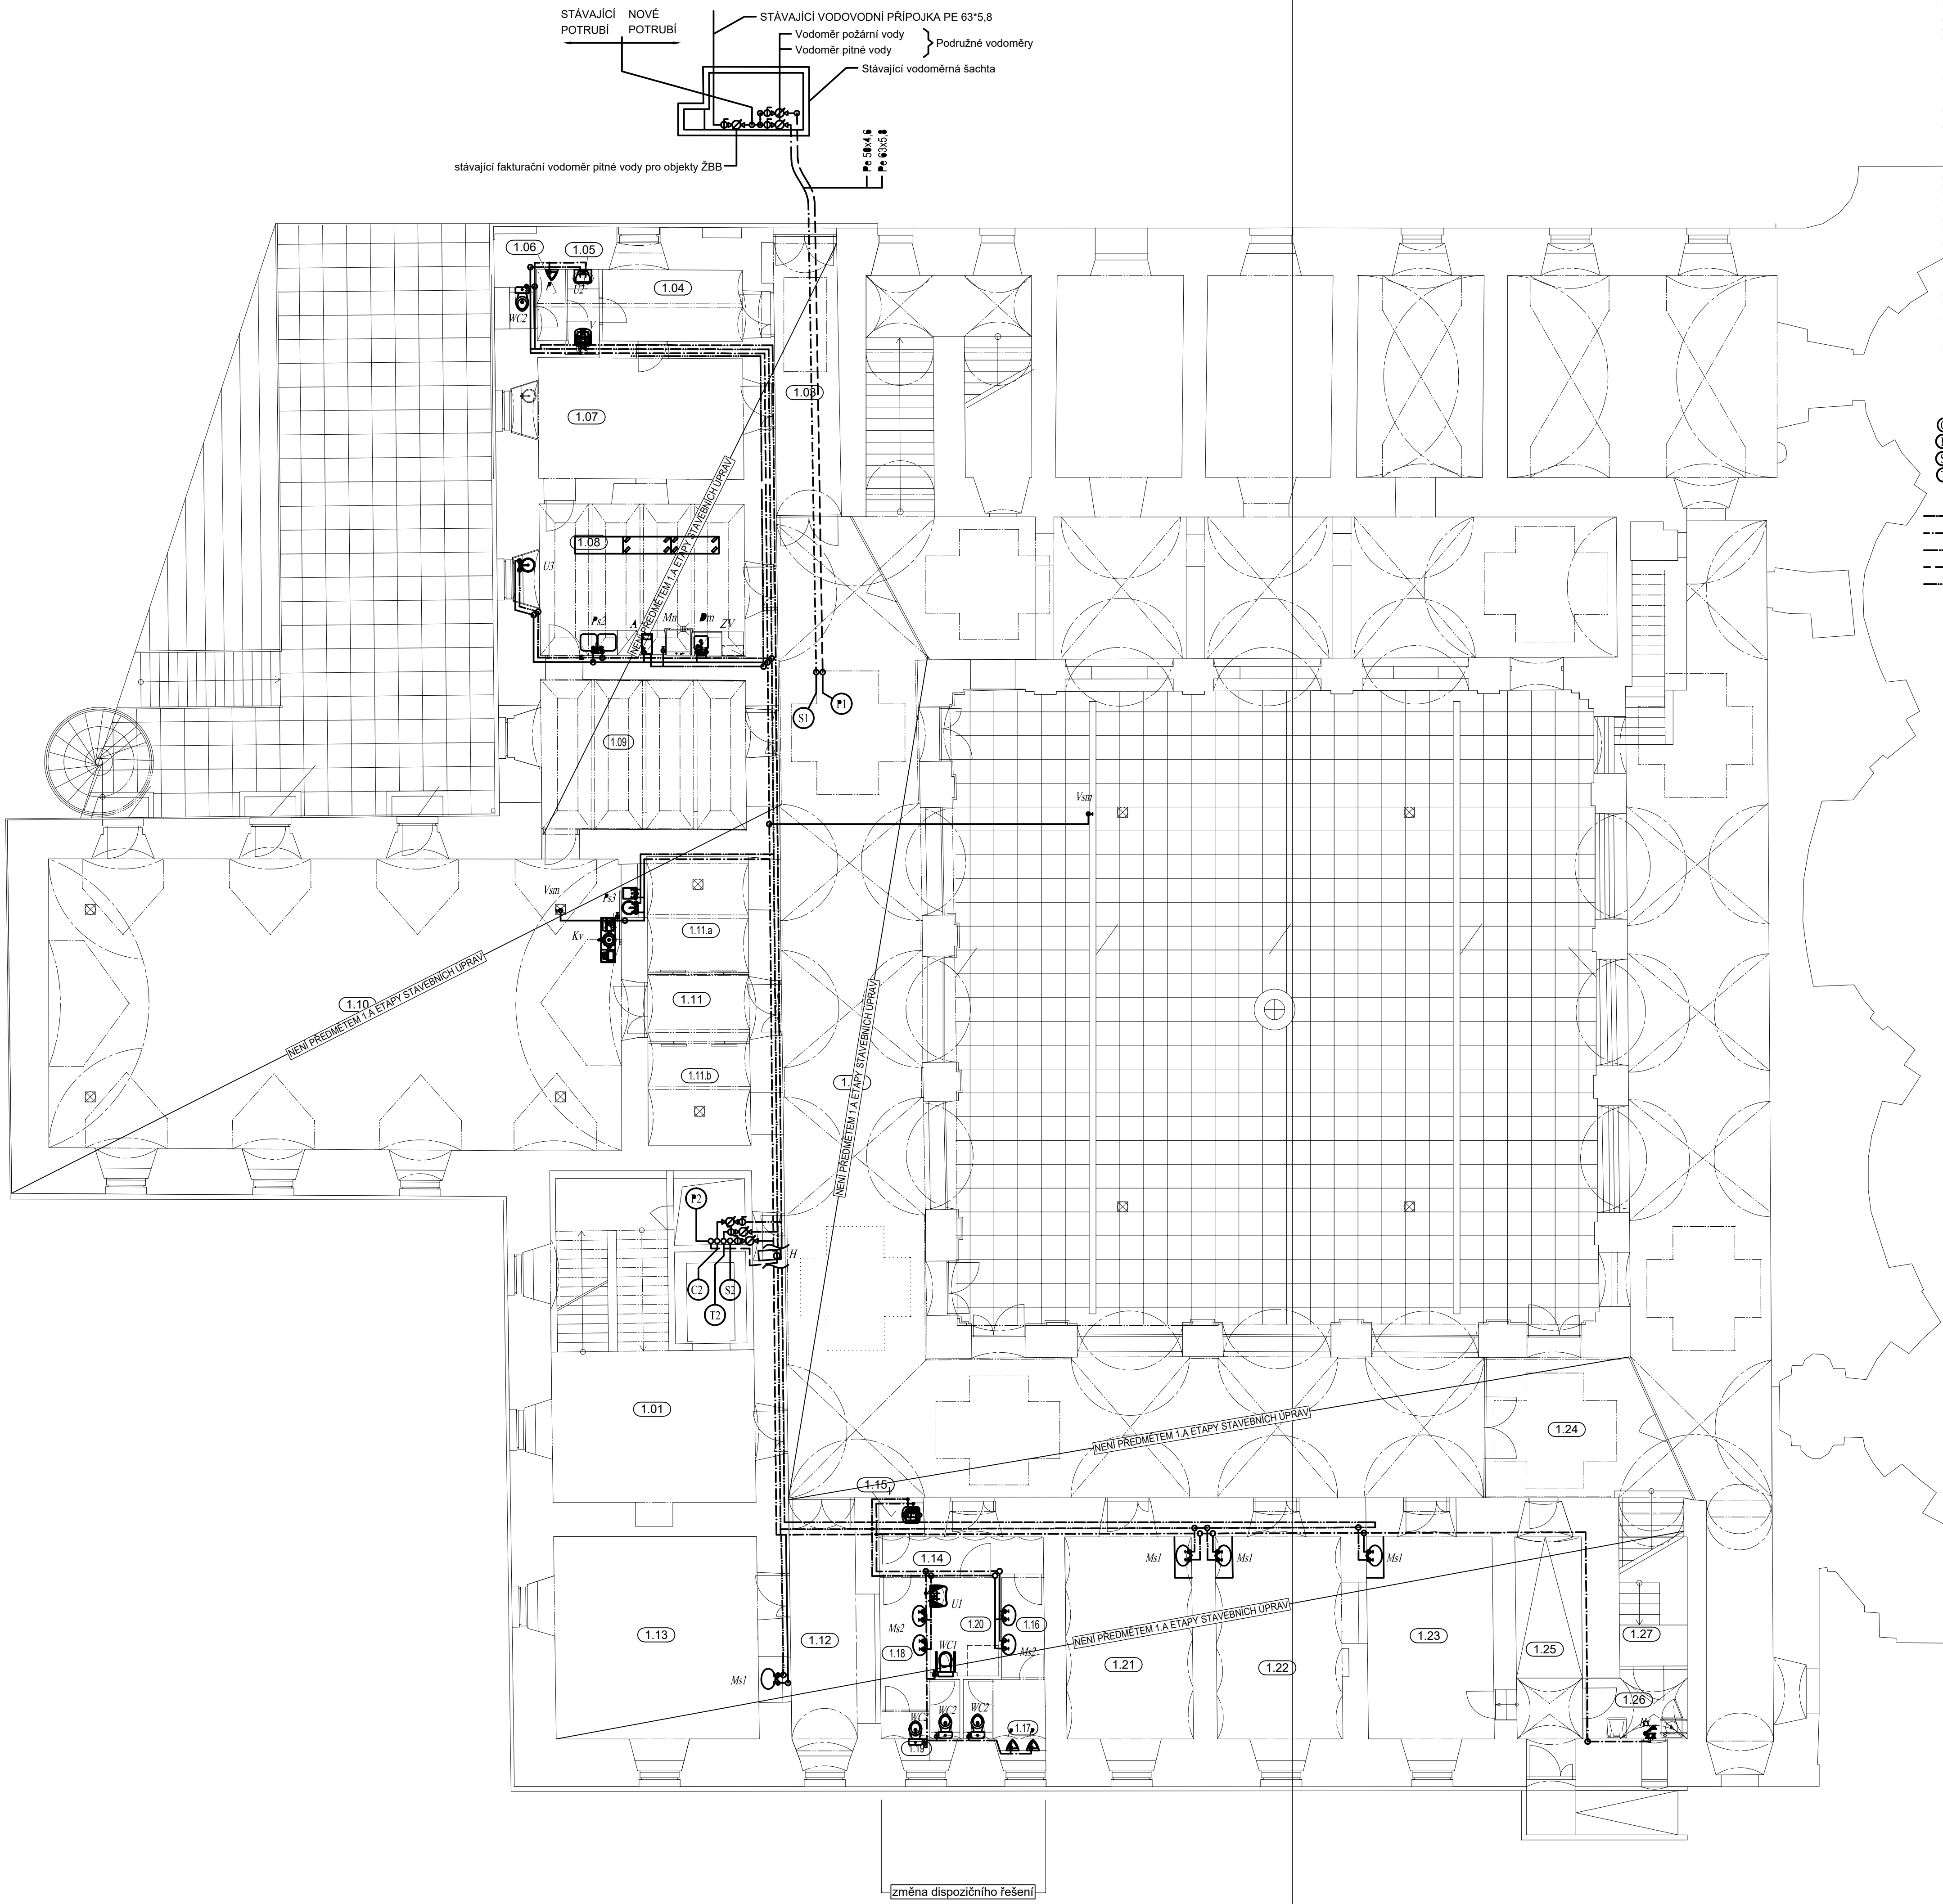 STÁVAJÍCÍ NOVÉ
POTRUBÍ POTRUBÍ
STÁVAJÍCÍ VODOVODNÍ PŘÍPOJKA PE 63*5,8
Vodoměr požární vody
Vodoměr pitné vody
Podružné vodoměry
Stávající vodoměrná šachta
stávající fakturační vodoměr pitné vody pro objekty ŽBB
Pe 50x4,6
Pe 63x5,8
1.06
1.05
U2
1.04
WC2
V
1.03
1.07
NENÍ PŘEDMĚTEM 1.A ETAPY STAVEBNÍCH ÚPRAV
1.08
U3
Ps2
A
Mn
Dm
ZV
S1
P1
1.09
Vsm
Vsm
Ps3
Kv
1.11.a
1.10
NENÍ PŘEDMĚTEM 1.A ETAPY STAVEBNÍCH ÚPRAV
1.11
1.11.b
NENÍ PŘEDMĚTEM 1.A ETAPY STAVEBNÍCH ÚPRAV
P2
H
C2
T2
S2
1.01
NENÍ PŘEDMĚTEM 1.A ETAPY STAVEBNÍCH ÚPRAV
1.24
1.15
1.14
Ms1
Ms1
Ms1
U1
Ms2
1.20
1.16
1.18
WC1
Ms2
NENÍ PŘEDMĚTEM 1.A ETAPY STAVEBNÍCH ÚPRAV
1.13
1.12
1.21
1.22
1.23
1.25
1.27
Ms1
1.26
WC2
WC2
1.17
1.19
změna dispozičního řešení